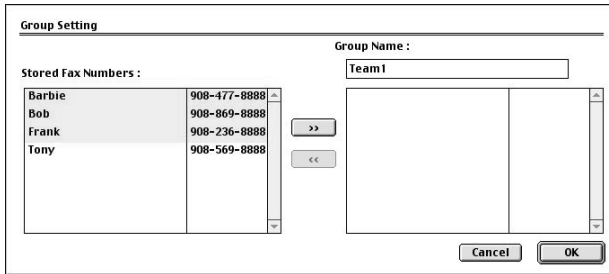 Group Setting
Group Name :
Team1
Stored Fax Numbers :
Barbie 908-477-8888
Bob 908-869-8888
Frank 908-236-8888
Tony 908-569-8888
>>
<<
Cancel OK